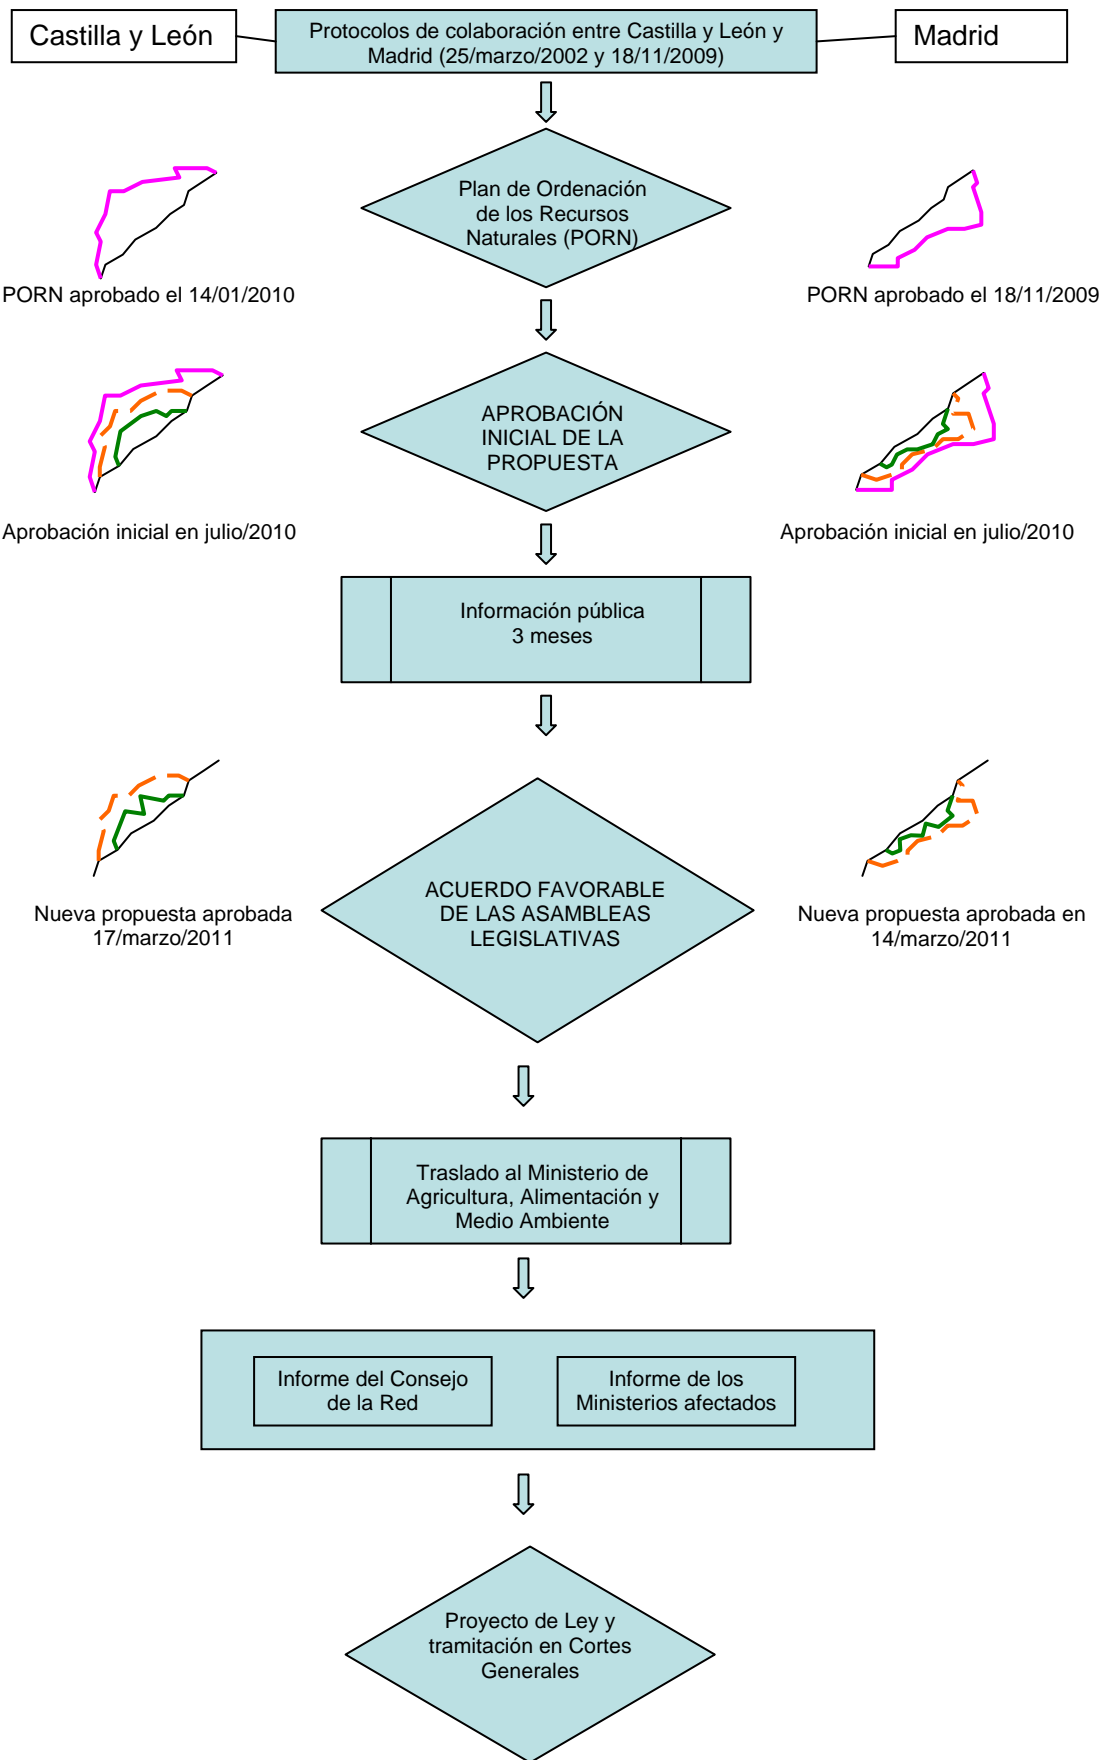 Castilla y León
Protocolos de colaboración entre Castilla y León y
Madrid (25/marzo/2002 y 18/11/2009)
Madrid
Plan de Ordenación
de los Recursos
Naturales (PORN)
PORN aprobado el 14/01/2010
PORN aprobado el 18/11/2009
APROBACIÓN
INICIAL DE LA
PROPUESTA
Aprobación inicial en julio/2010
Aprobación inicial en julio/2010
Información pública
3 meses
Nueva propuesta aprobada
17/marzo/2011
ACUERDO FAVORABLE
DE LAS ASAMBLEAS
LEGISLATIVAS
Nueva propuesta aprobada en
14/marzo/2011
Traslado al Ministerio de
Agricultura, Alimentación y
Medio Ambiente
Informe del Consejo
de la Red
Informe de los
Ministerios afectados
Proyecto de Ley y
tramitación en Cortes
Generales